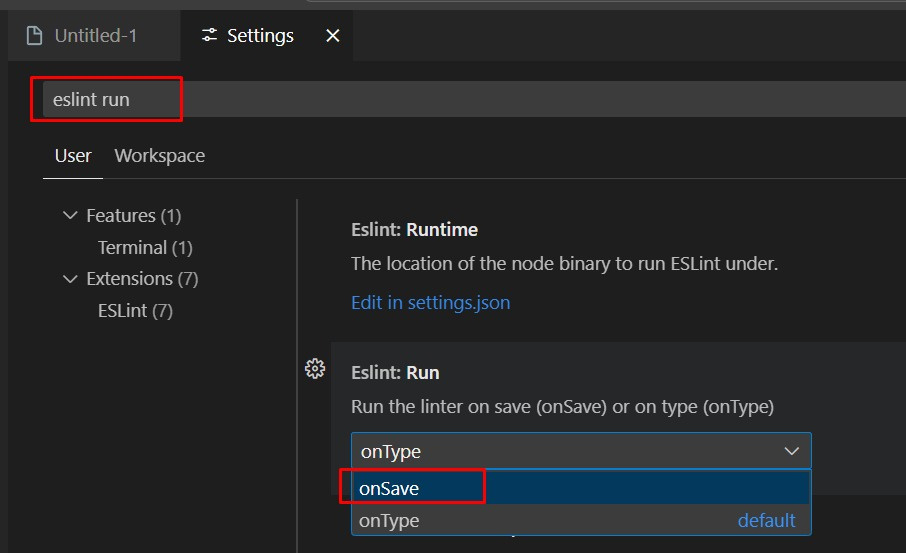 Untitled-1
Settings
eslint run
User
Workspace
Features (1)
Terminal (1)
Extensions (7)
ESLint (7)
Eslint: Runtime
The location of the node binary to run ESLint under.
Edit in settings.json
Eslint: Run
Run the linter on save (onSave) or on type (onType)
onType
onSave
onType default